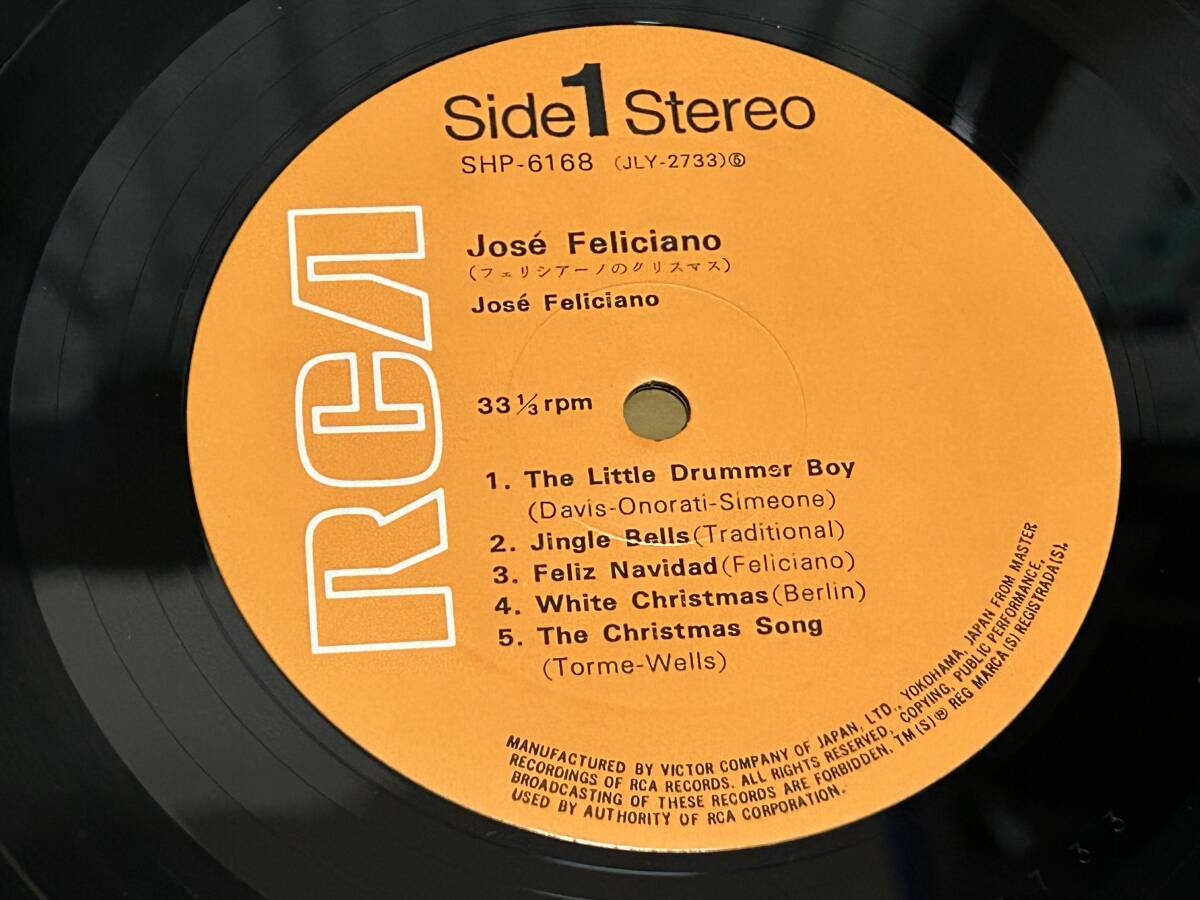 Side 1 Stereo
SHP-6168 (JLY-2733)⑥
RCA
José Feliciano
(フェリシアーノのクリスマス)
José Feliciano
33 ⅓ rpm
1. The Little Drummer Boy
(Davis-Onorati-Simeone)
2. Jingle Bells (Traditional)
3. Feliz Navidad (Feliciano)
4. White Christmas (Berlin)
5. The Christmas Song
(Torme-Wells)
MANUFACTURED BY VICTOR COMPANY OF JAPAN, LTD., YOKOHAMA, JAPAN FROM MASTER
RECORDINGS OF RCA RECORDS. ALL RIGHTS RESERVED, COPYING, PUBLIC PERFORMANCE,
BROADCASTING OF THESE RECORDS ARE FORBIDDEN. TM(S)® REG MARCA(S) REGISTRADA(S).
USED BY AUTHORITY OF RCA CORPORATION.